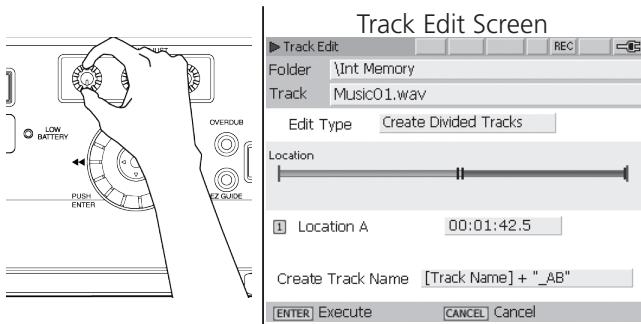 LOW
BATTERY
OVERDUB
PUSH
ENTER
EZ GUIDE
Track Edit Screen
Track Edit
REC
Folder \Int Memory
Track Music01.wav
Edit Type Create Divided Tracks
Location
1 Location A 00:01:42.5
Create Track Name [Track Name] + "_AB"
ENTER Execute CANCEL Cancel